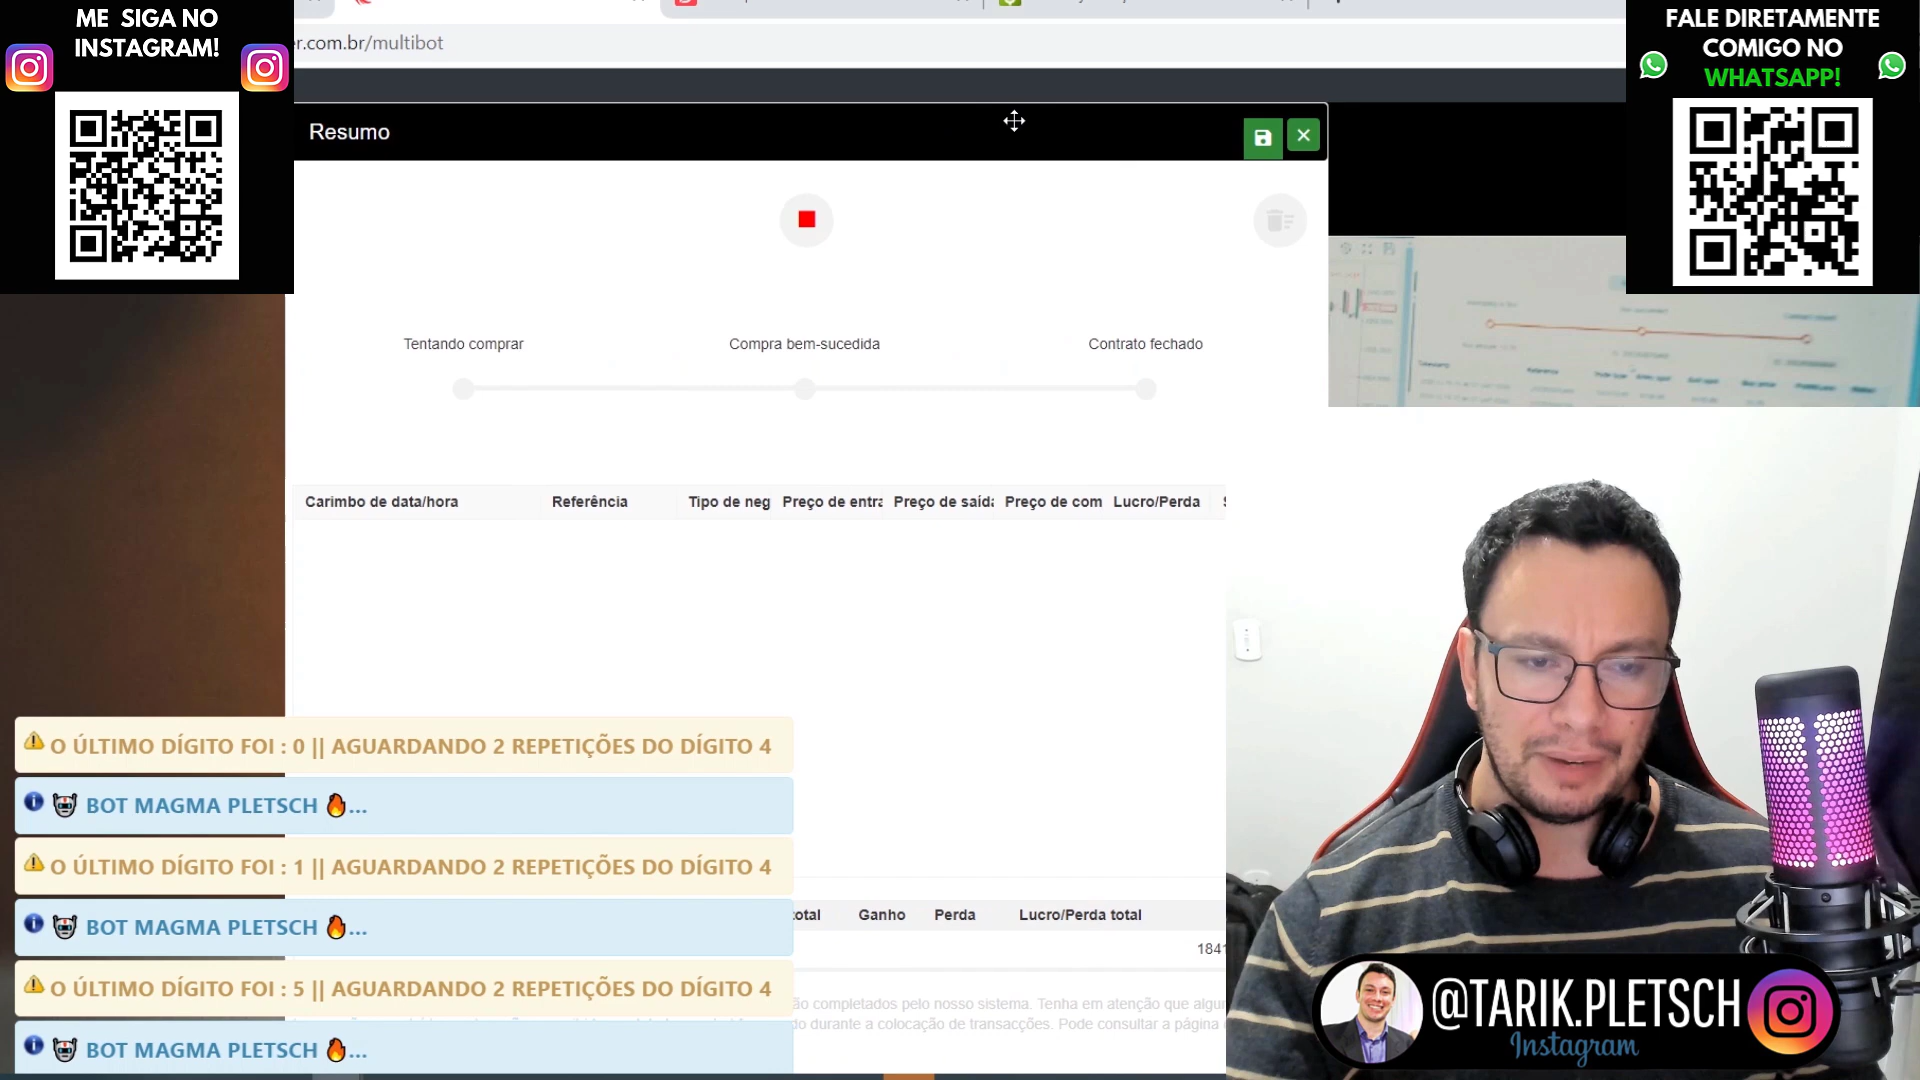 ME SIGA NO
INSTAGRAM!
er.com.br/multibot
FALE DIRETAMENTE
COMIGO NO
WHATSAPP!
Resumo
Tentando comprar
Compra bem-sucedida
Contrato fechado
Carimbo de data/hora Referência Tipo de neg Preço de entra Preço de saída Preço de com Lucro/Perda
O ÚLTIMO DÍGITO FOI : 0 || AGUARDANDO 2 REPETIÇÕES DO DÍGITO 4
BOT MAGMA PLETSCH 🔥...
O ÚLTIMO DÍGITO FOI : 1 || AGUARDANDO 2 REPETIÇÕES DO DÍGITO 4
BOT MAGMA PLETSCH 🔥...
total Ganho Perda Lucro/Perda total
1841
O ÚLTIMO DÍGITO FOI : 5 || AGUARDANDO 2 REPETIÇÕES DO DÍGITO 4
ão completados pelo nosso sistema. Tenha em atenção que algu
do durante a colocação de transacções. Pode consultar a página
BOT MAGMA PLETSCH 🔥...
@TARIK.PLETSCH
Instagram